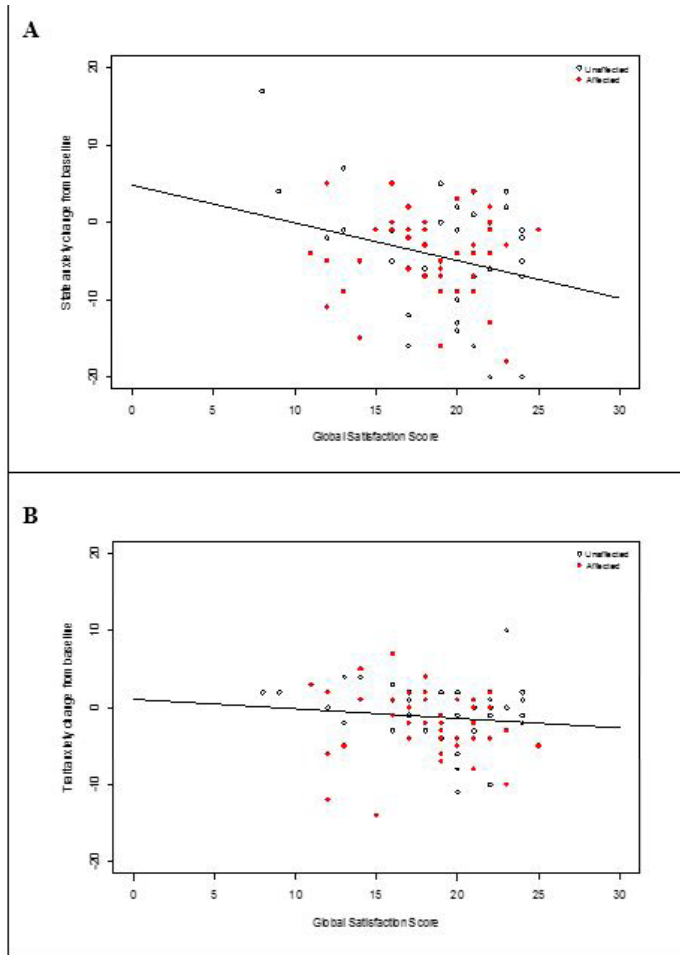 A
20
10
0
-10
-20
State anxiety change from baseline
Unaffected
Affected
0 5 10 15 20 25 30
Global Satisfaction Score
B
20
10
0
-10
-20
Trait anxiety change from baseline
Unaffected
Affected
0 5 10 15 20 25 30
Global Satisfaction Score